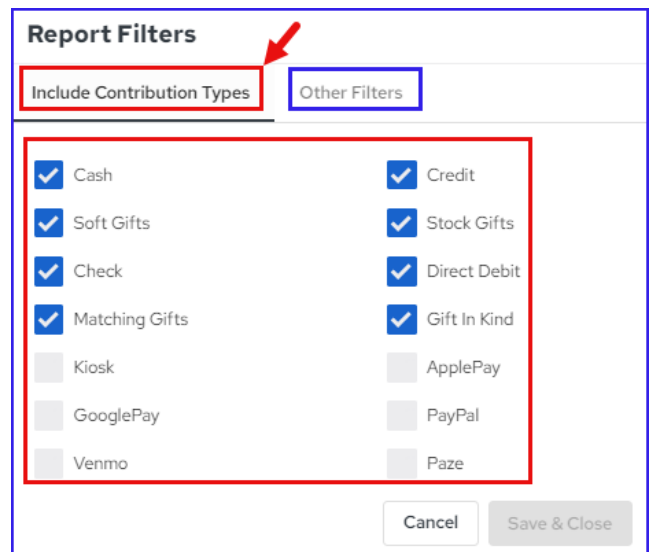 Report Filters
Include Contribution Types Other Filters
Cash Credit
Soft Gifts Stock Gifts
Check Direct Debit
Matching Gifts Gift In Kind
Kiosk ApplePay
GooglePay PayPal
Venmo Paze
Cancel Save & Close